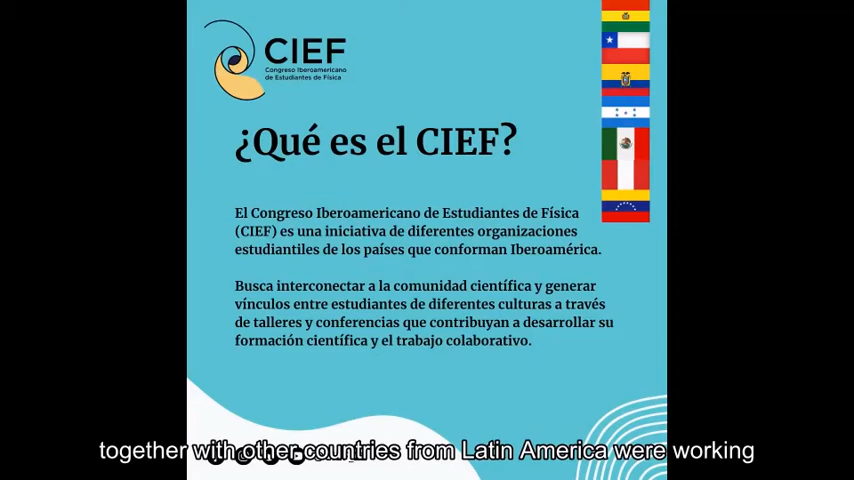 CIEF
Congreso Iberoamericano
de Estudiantes de Física
¿Qué es el CIEF?
El Congreso Iberoamericano de Estudiantes de Física
(CIEF) es una iniciativa de diferentes organizaciones
estudiantiles de los países que conforman Iberoamérica.
Busca interconectar a la comunidad científica y generar
vínculos entre estudiantes de diferentes culturas a través
de talleres y conferencias que contribuyan a desarrollar su
formación científica y el trabajo colaborativo.
together with other countries from Latin America were working